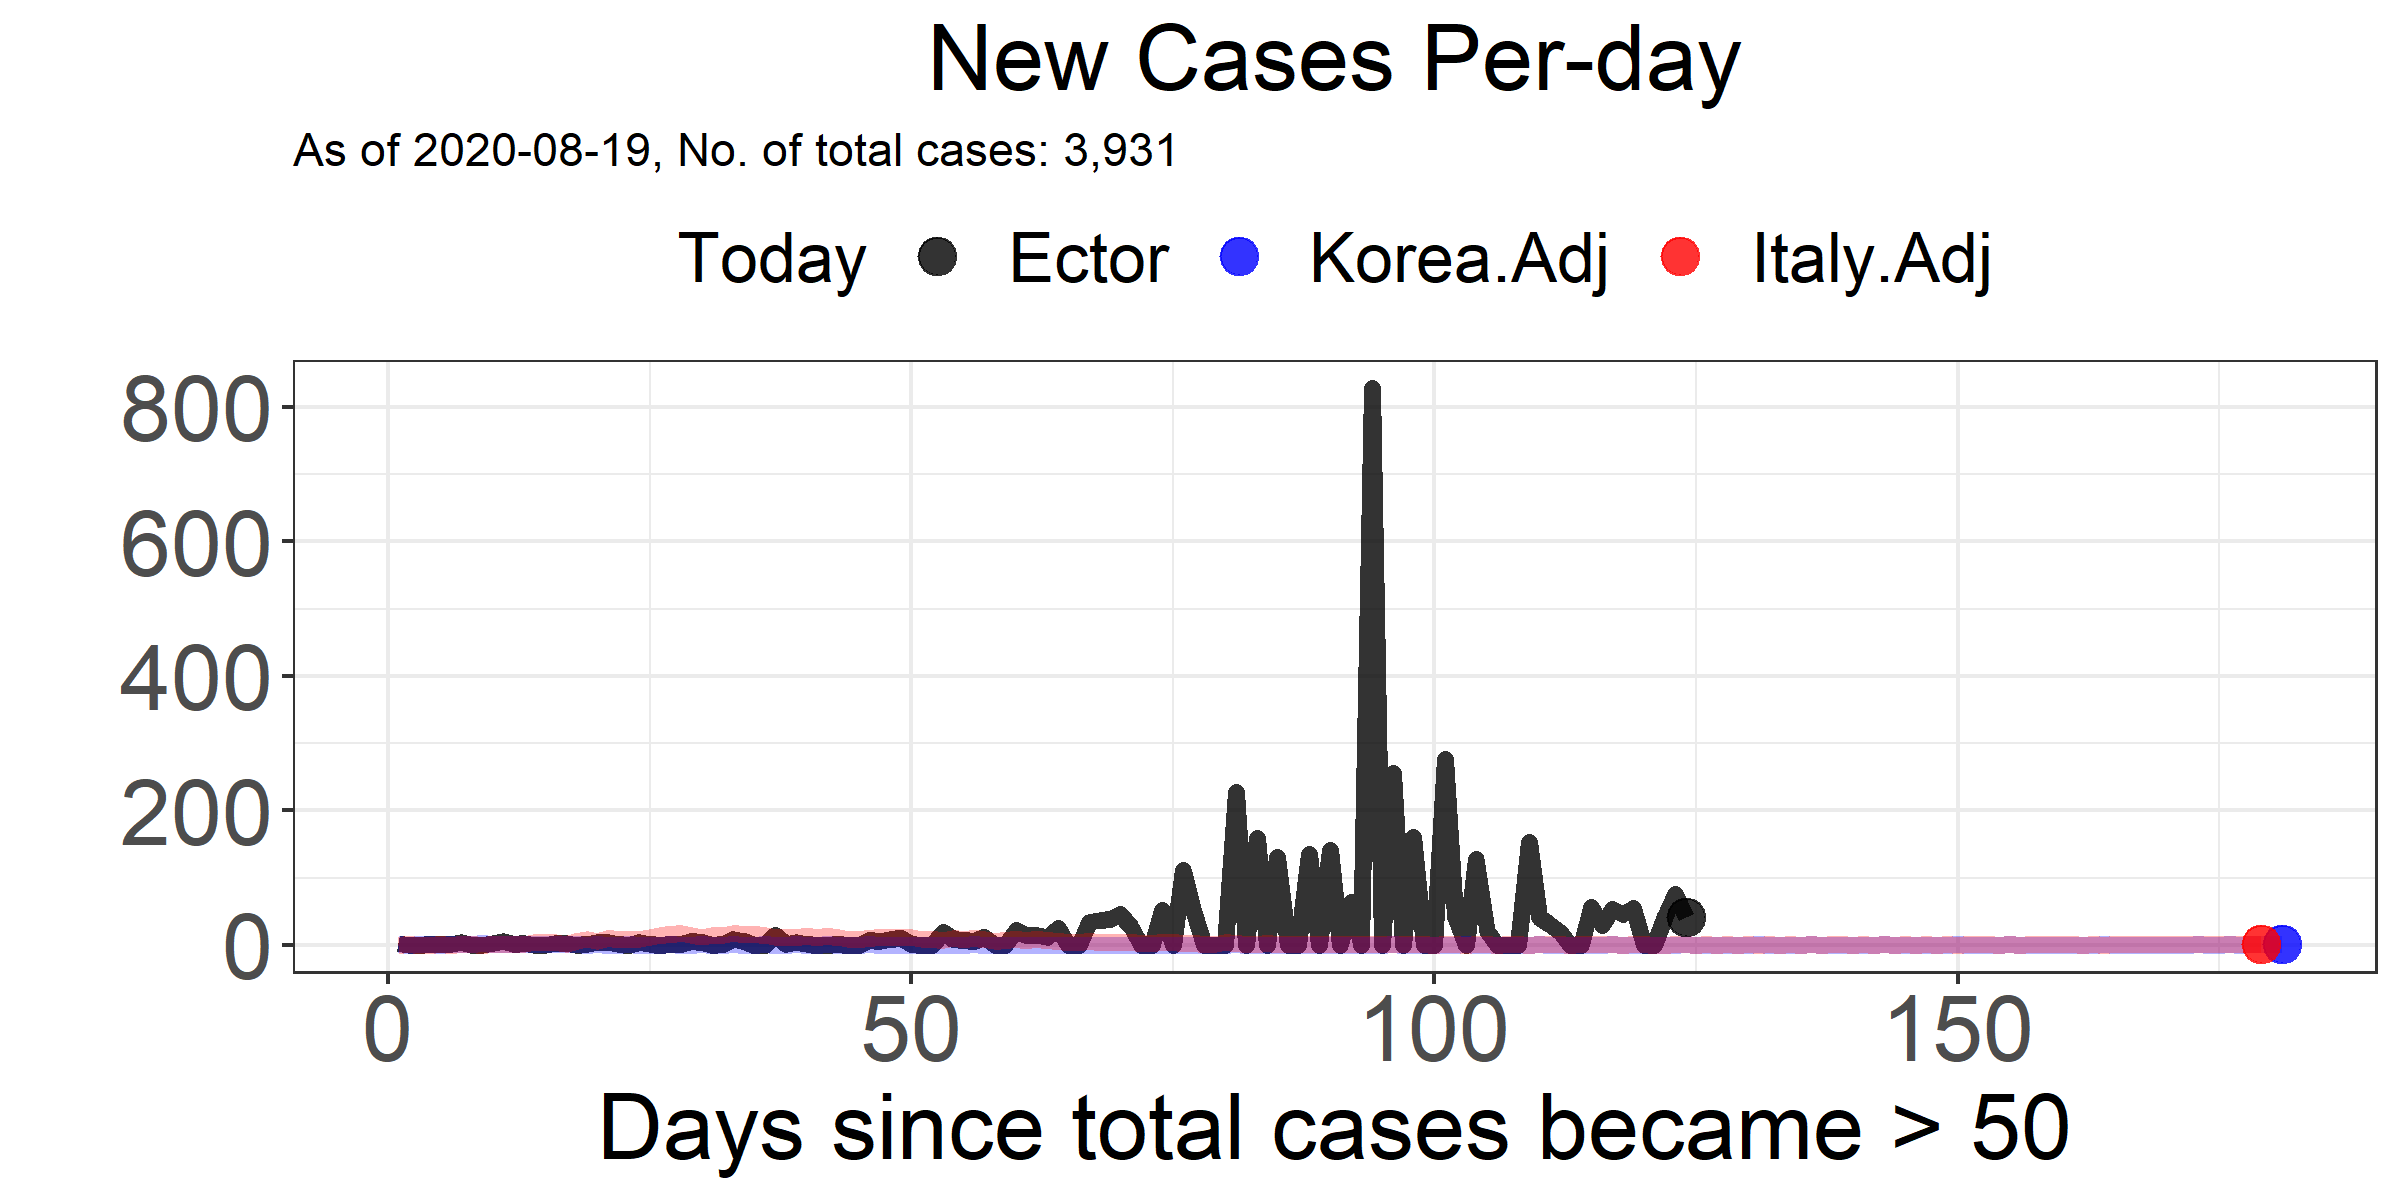 New Cases Per-day
As of 2020-08-19, No. of total cases: 3,931
Today Ector Korea.Adj Italy.Adj
800
600
400
200
0
0 50 100 150
Days since total cases became > 50